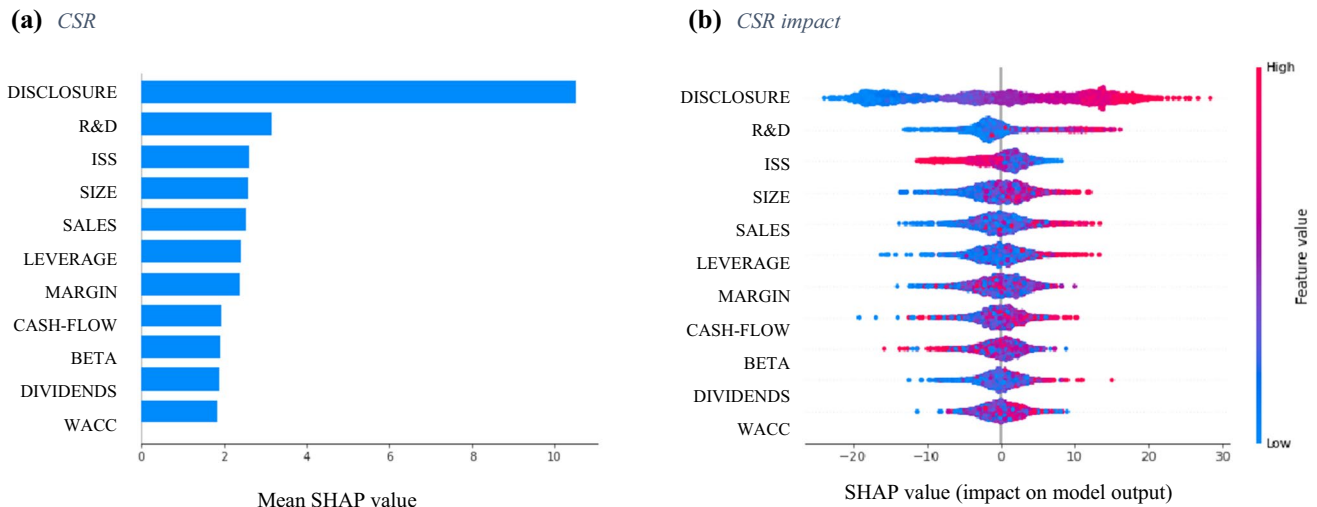 (a) CSR
DISCLOSURE
R&D
ISS
SIZE
SALES
LEVERAGE
MARGIN
CASH-FLOW
BETA
DIVIDENDS
WACC
0 2 4 6 8 10
Mean SHAP value
(b) CSR impact
DISCLOSURE
R&D
ISS
SIZE
SALES
LEVERAGE
MARGIN
CASH-FLOW
BETA
DIVIDENDS
WACC
−20 −10 0 10 20 30
SHAP value (impact on model output)
High
Feature value
Low